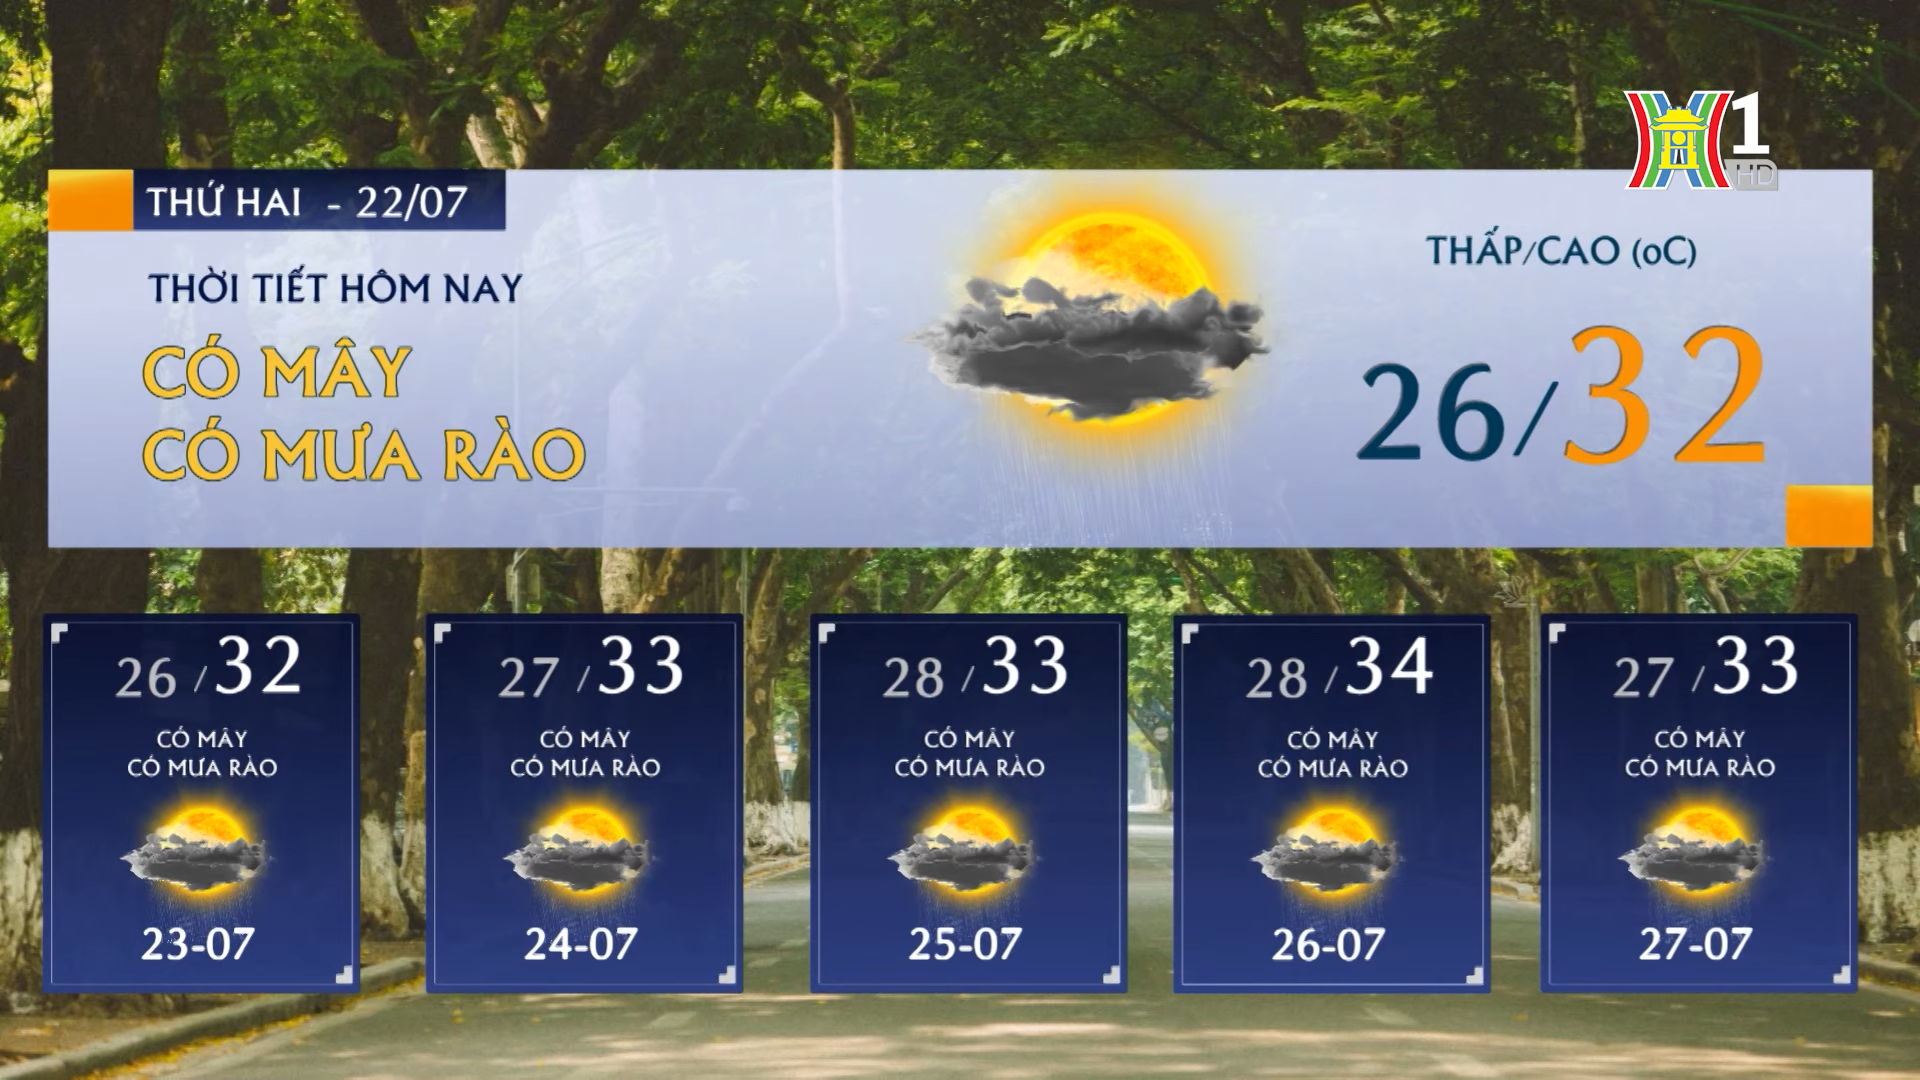 1
HD
THỨ HAI - 22/07
THỜI TIẾT HÔM NAY
CÓ MÂY
CÓ MƯA RÀO
THẤP/CAO (oC)
26/32
26 / 32
CÓ MÂY
CÓ MƯA RÀO
23-07
27 / 33
CÓ MÂY
CÓ MƯA RÀO
24-07
28 / 33
CÓ MÂY
CÓ MƯA RÀO
25-07
28 / 34
CÓ MÂY
CÓ MƯA RÀO
26-07
27 / 33
CÓ MÂY
CÓ MƯA RÀO
27-07